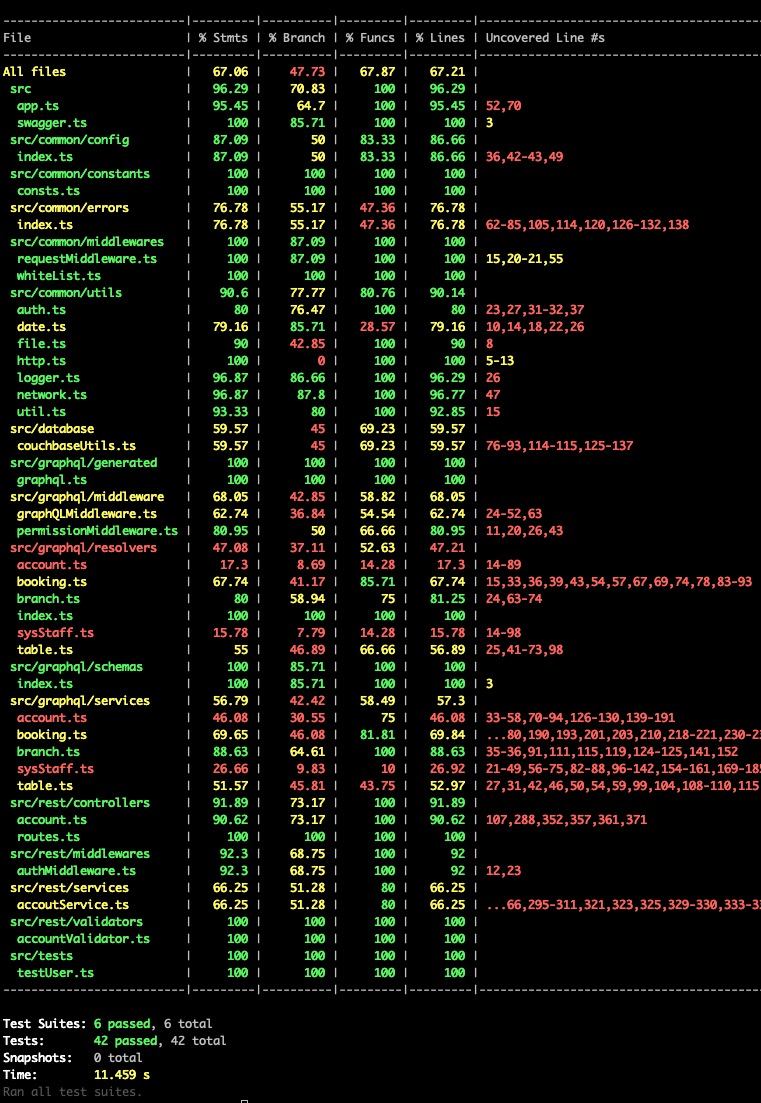 -------------------------|---------|----------|---------|---------|-------------------------------
File                     | % Stmts | % Branch | % Funcs | % Lines | Uncovered Line #s
-------------------------|---------|----------|---------|---------|-------------------------------
All files                |   67.06 |    47.73 |   67.87 |   67.21 |
 src                     |   96.29 |    70.83 |     100 |   96.29 |
  app.ts                 |   95.45 |     64.7 |     100 |   95.45 | 52,70
  swagger.ts             |     100 |    85.71 |     100 |     100 | 3
 src/common/config       |   87.09 |       50 |   83.33 |   86.66 |
  index.ts               |   87.09 |       50 |   83.33 |   86.66 | 36,42-43,49
 src/common/constants    |     100 |      100 |     100 |     100 |
  consts.ts              |     100 |      100 |     100 |     100 |
 src/common/errors       |   76.78 |    55.17 |   47.36 |   76.78 |
  index.ts               |   76.78 |    55.17 |   47.36 |   76.78 | 62-85,105,114,120,126-132,138
 src/common/middlewares  |     100 |    87.09 |     100 |     100 |
  requestMiddleware.ts   |     100 |    87.09 |     100 |     100 | 15,20-21,55
  whiteList.ts           |     100 |      100 |     100 |     100 |
 src/common/utils        |    90.6 |    77.77 |   80.76 |   90.14 |
  auth.ts                |      80 |    76.47 |     100 |      80 | 23,27,31-32,37
  date.ts                |   79.16 |    85.71 |   28.57 |   79.16 | 10,14,18,22,26
  file.ts                |      90 |    42.85 |     100 |      90 | 8
  http.ts                |     100 |        0 |     100 |     100 | 5-13
  logger.ts              |   96.87 |    86.66 |     100 |   96.29 | 26
  network.ts             |   96.87 |     87.8 |     100 |   96.77 | 47
  util.ts                |   93.33 |       80 |     100 |   92.85 | 15
 src/database            |   59.57 |       45 |   69.23 |   59.57 |
  couchbaseUtils.ts      |   59.57 |       45 |   69.23 |   59.57 | 76-93,114-115,125-137
 src/graphql/generated   |     100 |      100 |     100 |     100 |
  graphql.ts             |     100 |      100 |     100 |     100 |
 src/graphql/middleware  |   68.05 |    42.85 |   58.82 |   68.05 |
  graphQLMiddleware.ts   |   62.74 |    36.84 |   54.54 |   62.74 | 24-52,63
  permissionMiddleware.ts |   80.95 |       50 |   66.66 |   80.95 | 11,20,26,43
 src/graphql/resolvers   |   47.08 |    37.11 |   52.63 |   47.21 |
  account.ts             |    17.3 |     8.69 |   14.28 |    17.3 | 14-89
  booking.ts             |   67.74 |    41.17 |   85.71 |   67.74 | 15,33,36,39,43,54,57,67,69,74,78,83-93
  branch.ts              |      80 |    58.94 |      75 |   81.25 | 24,63-74
  index.ts               |     100 |      100 |     100 |     100 |
  sysStaff.ts            |   15.78 |     7.79 |   14.28 |   15.78 | 14-98
  table.ts               |      55 |    46.89 |   66.66 |   56.89 | 25,41-73,98
 src/graphql/schemas     |     100 |    85.71 |     100 |     100 |
  index.ts               |     100 |    85.71 |     100 |     100 | 3
 src/graphql/services    |   56.79 |    42.42 |   58.49 |    57.3 |
  account.ts             |   46.08 |    30.55 |      75 |   46.08 | 33-58,70-94,126-130,139-191
  booking.ts             |   69.65 |    46.08 |   81.81 |   69.84 | ...80,190,193,201,203,210,218-221,230-23
  branch.ts              |   88.63 |    64.61 |     100 |   88.63 | 35-36,91,111,115,119,124-125,141,152
  sysStaff.ts            |   26.66 |     9.83 |      10 |   26.92 | 21-49,56-75,82-88,96-142,154-161,169-185
  table.ts               |   51.57 |    45.81 |   43.75 |   52.97 | 27,31,42,46,50,54,59,99,104,108-110,115
 src/rest/controllers    |   91.89 |    73.17 |     100 |   91.89 |
  account.ts             |   90.62 |    73.17 |     100 |   90.62 | 107,288,352,357,361,371
  routes.ts              |     100 |      100 |     100 |     100 |
 src/rest/middlewares    |    92.3 |    68.75 |     100 |      92 |
  authMiddleware.ts      |    92.3 |    68.75 |     100 |      92 | 12,23
 src/rest/services       |   66.25 |    51.28 |      80 |   66.25 |
  accoutService.ts       |   66.25 |    51.28 |      80 |   66.25 | ...66,295-311,321,323,325,329-330,333-33
 src/rest/validators     |     100 |      100 |     100 |     100 |
  accountValidator.ts    |     100 |      100 |     100 |     100 |
 src/tests               |     100 |      100 |     100 |     100 |
  testUser.ts            |     100 |      100 |     100 |     100 |
-------------------------|---------|----------|---------|---------|-------------------------------
Test Suites: 6 passed, 6 total
Tests:       42 passed, 42 total
Snapshots:   0 total
Time:        11.459 s
Ran all test suites.